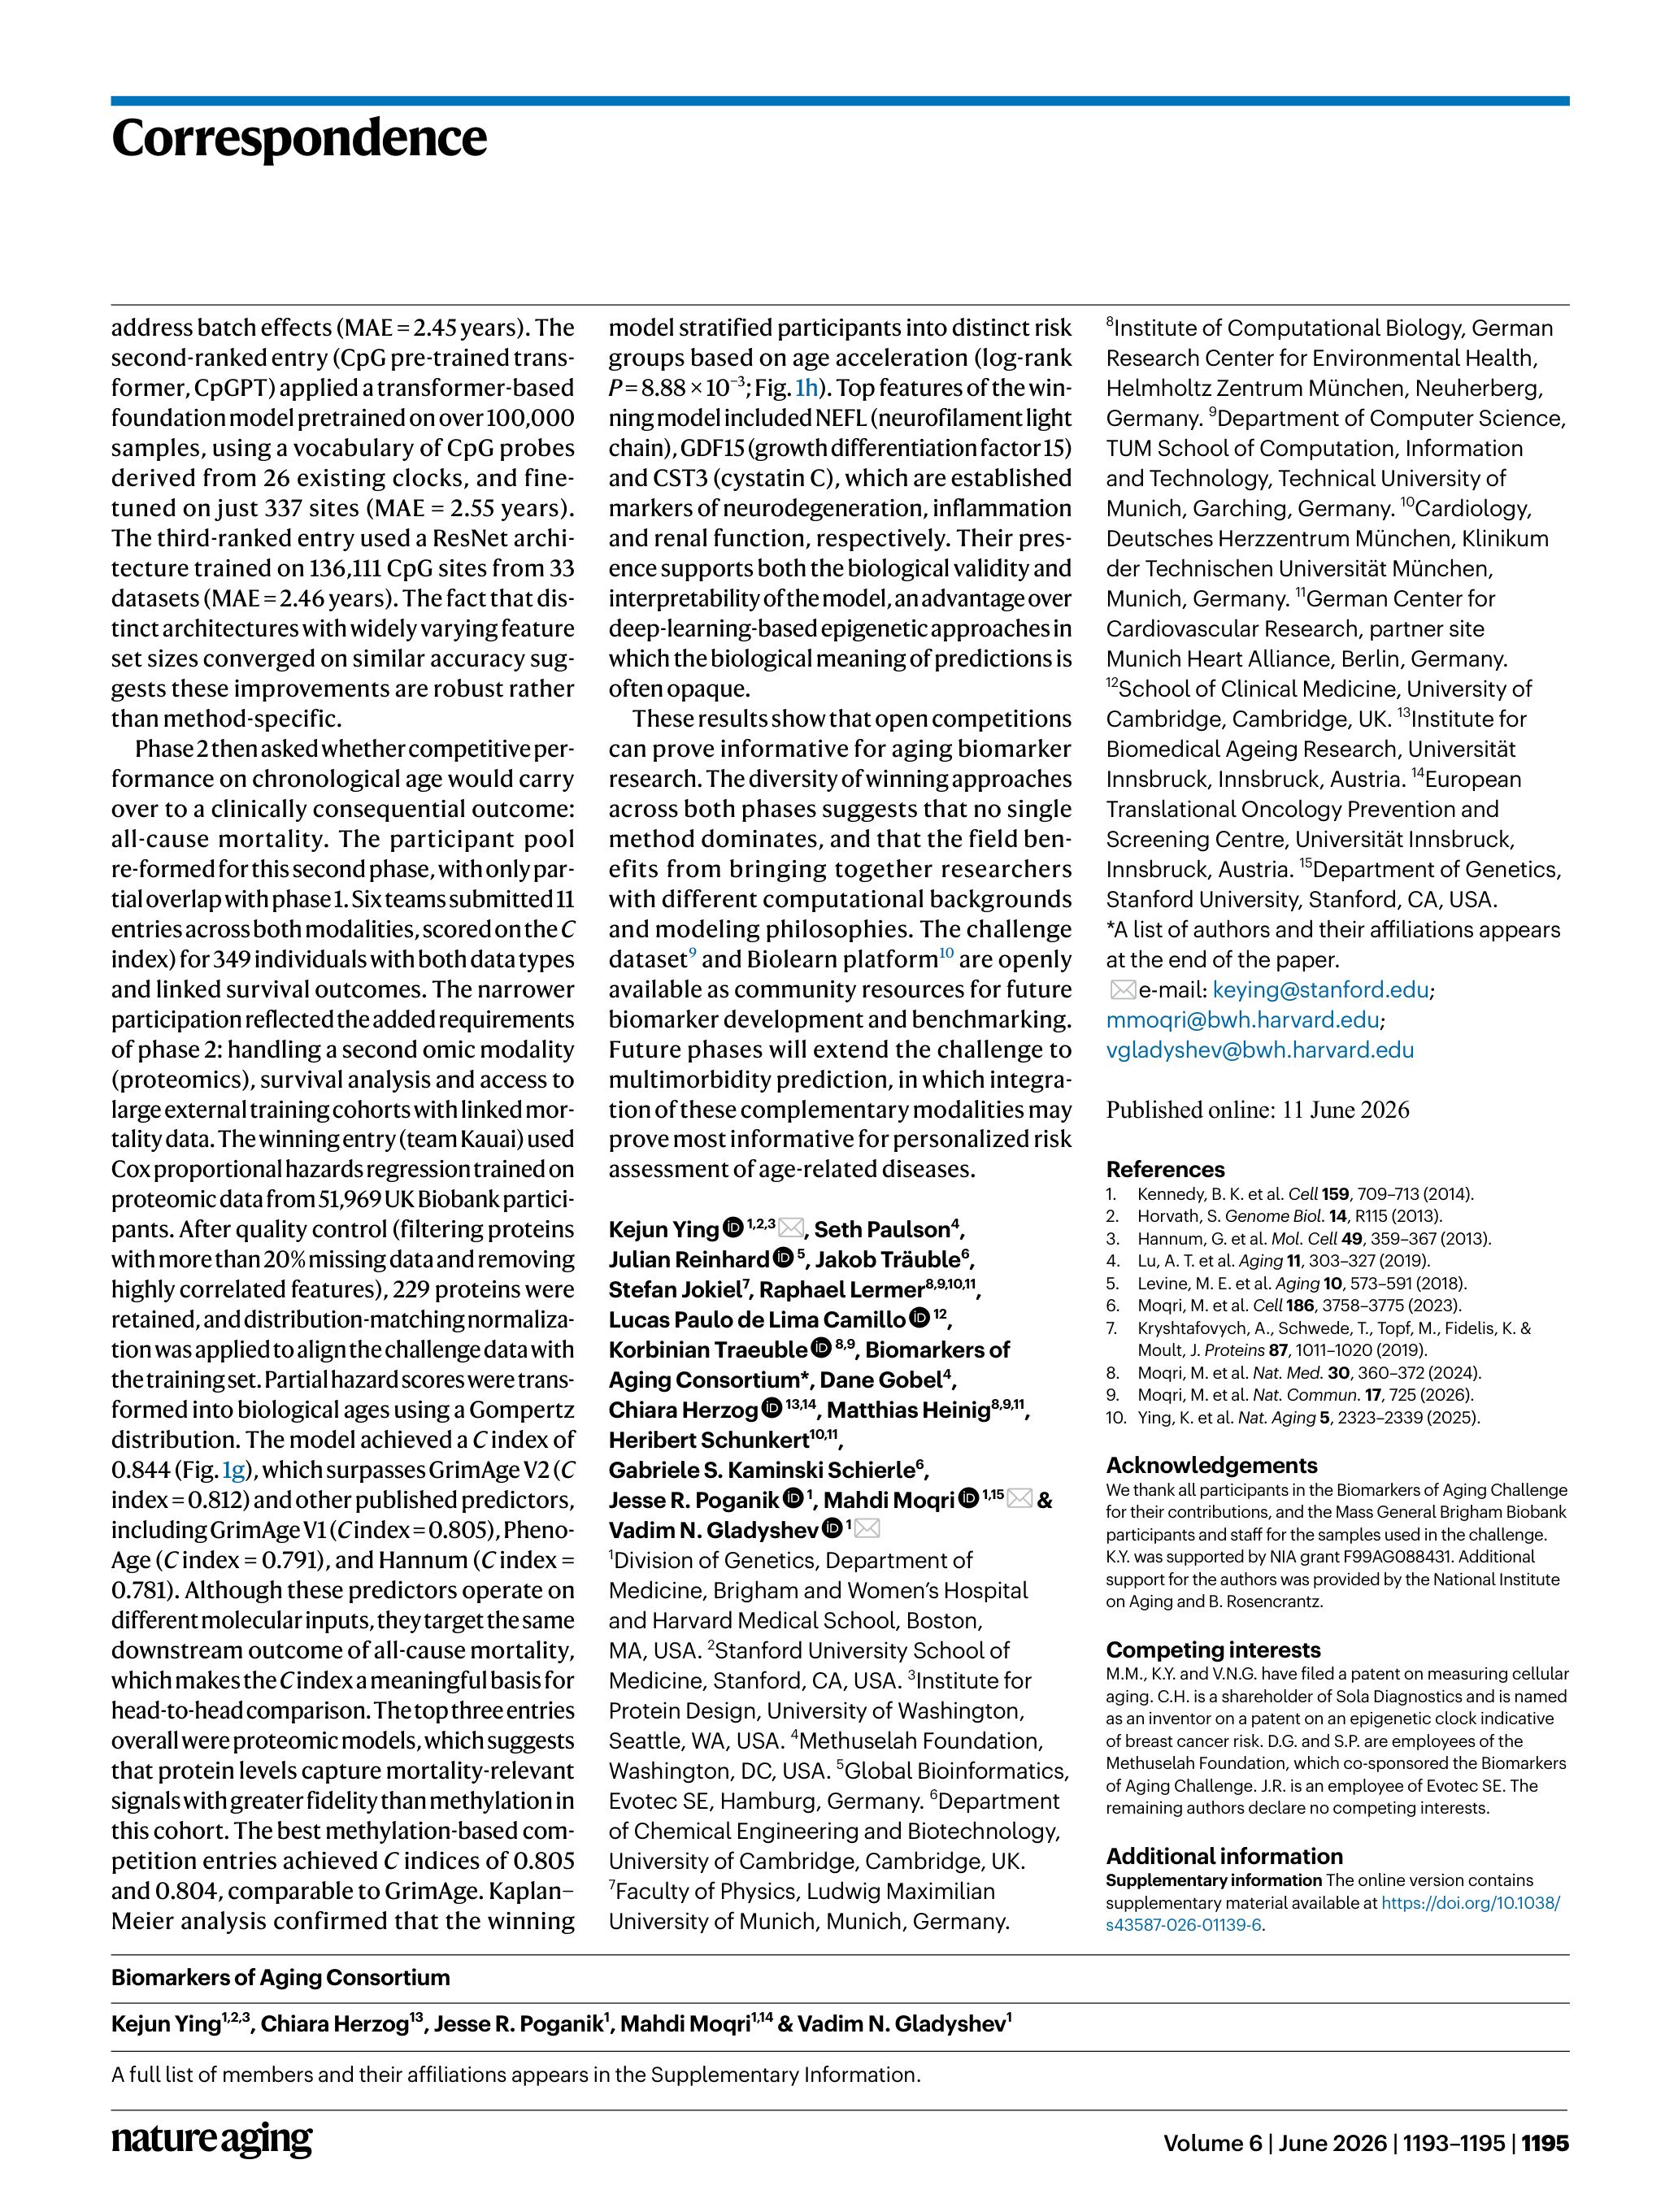 Correspondence
address batch effects (MAE = 2.45 years). The
second-ranked entry (CpG pre-trained trans-
former, CpGPT) applied a transformer-based
foundation model pretrained on over 100,000
samples, using a vocabulary of CpG probes
derived from 26 existing clocks, and fine-
tuned on just 337 sites (MAE = 2.55 years).
The third-ranked entry used a ResNet archi-
tecture trained on 136,111 CpG sites from 33
datasets (MAE = 2.46 years). The fact that dis-
tinct architectures with widely varying feature
set sizes converged on similar accuracy sug-
gests these improvements are robust rather
than method-specific.
Phase 2 then asked whether competitive per-
formance on chronological age would carry
over to a clinically consequential outcome:
all-cause mortality. The participant pool
re-formed for this second phase, with only par-
tial overlap with phase 1. Six teams submitted 11
entries across both modalities, scored on the C
index) for 349 individuals with both data types
and linked survival outcomes. The narrower
participation reflected the added requirements
of phase 2: handling a second omic modality
(proteomics), survival analysis and access to
large external training cohorts with linked mor-
tality data. The winning entry (team Kauai) used
Cox proportional hazards regression trained on
proteomic data from 51,969 UK Biobank partici-
pants. After quality control (filtering proteins
with more than 20% missing data and removing
highly correlated features), 229 proteins were
retained, and distribution-matching normaliza-
tion was applied to align the challenge data with
the training set. Partial hazard scores were trans-
formed into biological ages using a Gompertz
distribution. The model achieved a C index of
0.844 (Fig. 1g), which surpasses GrimAge V2 (C
index = 0.812) and other published predictors,
including GrimAge V1 (C index = 0.805), Pheno-
Age (C index = 0.791), and Hannum (C index =
0.781). Although these predictors operate on
different molecular inputs, they target the same
downstream outcome of all-cause mortality,
which makes the C index a meaningful basis for
head-to-head comparison. The top three entries
overall were proteomic models, which suggests
that protein levels capture mortality-relevant
signals with greater fidelity than methylation in
this cohort. The best methylation-based com-
petition entries achieved C indices of 0.805
and 0.804, comparable to GrimAge. Kaplan–
Meier analysis confirmed that the winning
model stratified participants into distinct risk
groups based on age acceleration (log-rank
P = 8.88 × 10⁻³; Fig. 1h). Top features of the win-
ning model included NEFL (neurofilament light
chain), GDF15 (growth differentiation factor 15)
and CST3 (cystatin C), which are established
markers of neurodegeneration, inflammation
and renal function, respectively. Their pres-
ence supports both the biological validity and
interpretability of the model, an advantage over
deep-learning-based epigenetic approaches in
which the biological meaning of predictions is
often opaque.
These results show that open competitions
can prove informative for aging biomarker
research. The diversity of winning approaches
across both phases suggests that no single
method dominates, and that the field ben-
efits from bringing together researchers
with different computational backgrounds
and modeling philosophies. The challenge
dataset⁹ and Biolearn platform¹⁰ are openly
available as community resources for future
biomarker development and benchmarking.
Future phases will extend the challenge to
multimorbidity prediction, in which integra-
tion of these complementary modalities may
prove most informative for personalized risk
assessment of age-related diseases.
Kejun Ying iD 1,2,3, Seth Paulson4,
Julian Reinhard iD 5, Jakob Träuble6,
Stefan Jokiel7, Raphael Lermer8,9,10,11,
Lucas Paulo de Lima Camillo iD 12,
Korbinian Traeuble iD 8,9, Biomarkers of
Aging Consortium*, Dane Gobel4,
Chiara Herzog iD 13,14, Matthias Heinig8,9,11,
Heribert Schunkert10,11,
Gabriele S. Kaminski Schierle6,
Jesse R. Poganik iD 1, Mahdi Moqri iD 1,15 &
Vadim N. Gladyshev iD 1
1Division of Genetics, Department of
Medicine, Brigham and Women’s Hospital
and Harvard Medical School, Boston,
MA, USA. 2Stanford University School of
Medicine, Stanford, CA, USA. 3Institute for
Protein Design, University of Washington,
Seattle, WA, USA. 4Methuselah Foundation,
Washington, DC, USA. 5Global Bioinformatics,
Evotec SE, Hamburg, Germany. 6Department
of Chemical Engineering and Biotechnology,
University of Cambridge, Cambridge, UK.
7Faculty of Physics, Ludwig Maximilian
University of Munich, Munich, Germany.
8Institute of Computational Biology, German
Research Center for Environmental Health,
Helmholtz Zentrum München, Neuherberg,
Germany. 9Department of Computer Science,
TUM School of Computation, Information
and Technology, Technical University of
Munich, Garching, Germany. 10Cardiology,
Deutsches Herzzentrum München, Klinikum
der Technischen Universität München,
Munich, Germany. 11German Center for
Cardiovascular Research, partner site
Munich Heart Alliance, Berlin, Germany.
12School of Clinical Medicine, University of
Cambridge, Cambridge, UK. 13Institute for
Biomedical Ageing Research, Universität
Innsbruck, Innsbruck, Austria. 14European
Translational Oncology Prevention and
Screening Centre, Universität Innsbruck,
Innsbruck, Austria. 15Department of Genetics,
Stanford University, Stanford, CA, USA.
*A list of authors and their affiliations appears
at the end of the paper.
e-mail: keying@stanford.edu;
mmoqri@bwh.harvard.edu;
vgladyshev@bwh.harvard.edu
Published online: 11 June 2026
References
1. Kennedy, B. K. et al. Cell 159, 709–713 (2014).
2. Horvath, S. Genome Biol. 14, R115 (2013).
3. Hannum, G. et al. Mol. Cell 49, 359–367 (2013).
4. Lu, A. T. et al. Aging 11, 303–327 (2019).
5. Levine, M. E. et al. Aging 10, 573–591 (2018).
6. Moqri, M. et al. Cell 186, 3758–3775 (2023).
7. Kryshtafovych, A., Schwede, T., Topf, M., Fidelis, K. &
Moult, J. Proteins 87, 1011–1020 (2019).
8. Moqri, M. et al. Nat. Med. 30, 360–372 (2024).
9. Moqri, M. et al. Nat. Commun. 17, 725 (2026).
10. Ying, K. et al. Nat. Aging 5, 2323–2339 (2025).
Acknowledgements
We thank all participants in the Biomarkers of Aging Challenge
for their contributions, and the Mass General Brigham Biobank
participants and staff for the samples used in the challenge.
K.Y. was supported by NIA grant F99AG088431. Additional
support for the authors was provided by the National Institute
on Aging and B. Rosencrantz.
Competing interests
M.M., K.Y. and V.N.G. have filed a patent on measuring cellular
aging. C.H. is a shareholder of Sola Diagnostics and is named
as an inventor on a patent on an epigenetic clock indicative
of breast cancer risk. D.G. and S.P. are employees of the
Methuselah Foundation, which co-sponsored the Biomarkers
of Aging Challenge. J.R. is an employee of Evotec SE. The
remaining authors declare no competing interests.
Additional information
Supplementary information The online version contains
supplementary material available at https://doi.org/10.1038/
s43587-026-01139-6.
Biomarkers of Aging Consortium
Kejun Ying1,2,3, Chiara Herzog13, Jesse R. Poganik1, Mahdi Moqri1,14 & Vadim N. Gladyshev1
A full list of members and their affiliations appears in the Supplementary Information.
nature aging
Volume 6 | June 2026 | 1193–1195 | 1195